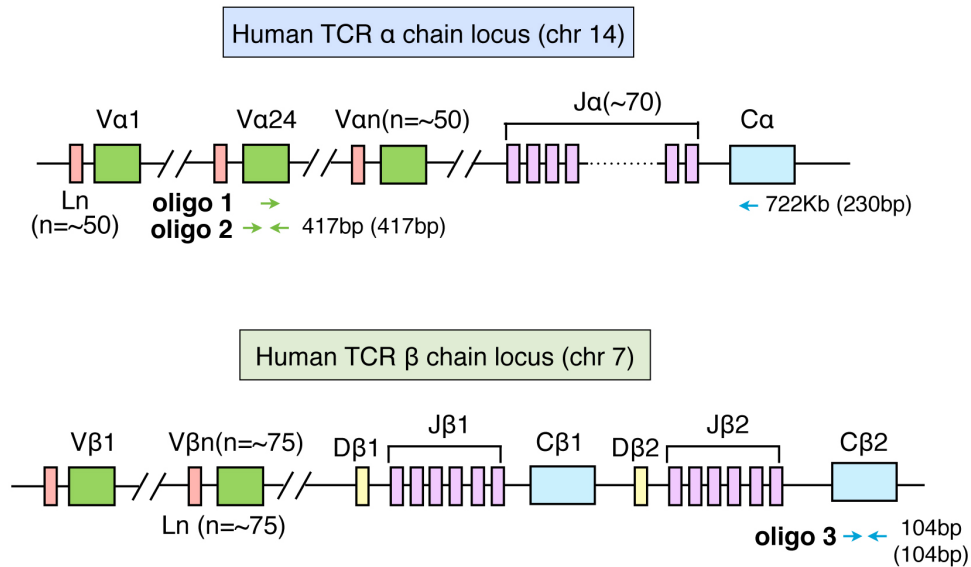 Human TCR α chain locus (chr 14)
Vα1
Vα24
Vαn(n=~50)
Jα(~70)
Cα
Ln
(n=~50)
oligo 1
722Kb (230bp)
oligo 2
417bp (417bp)
Human TCR β chain locus (chr 7)
Vβ1
Vβn(n=~75)
Dβ1
Jβ1
Cβ1
Dβ2
Jβ2
Cβ2
Ln (n=~75)
oligo 3
104bp
(104bp)